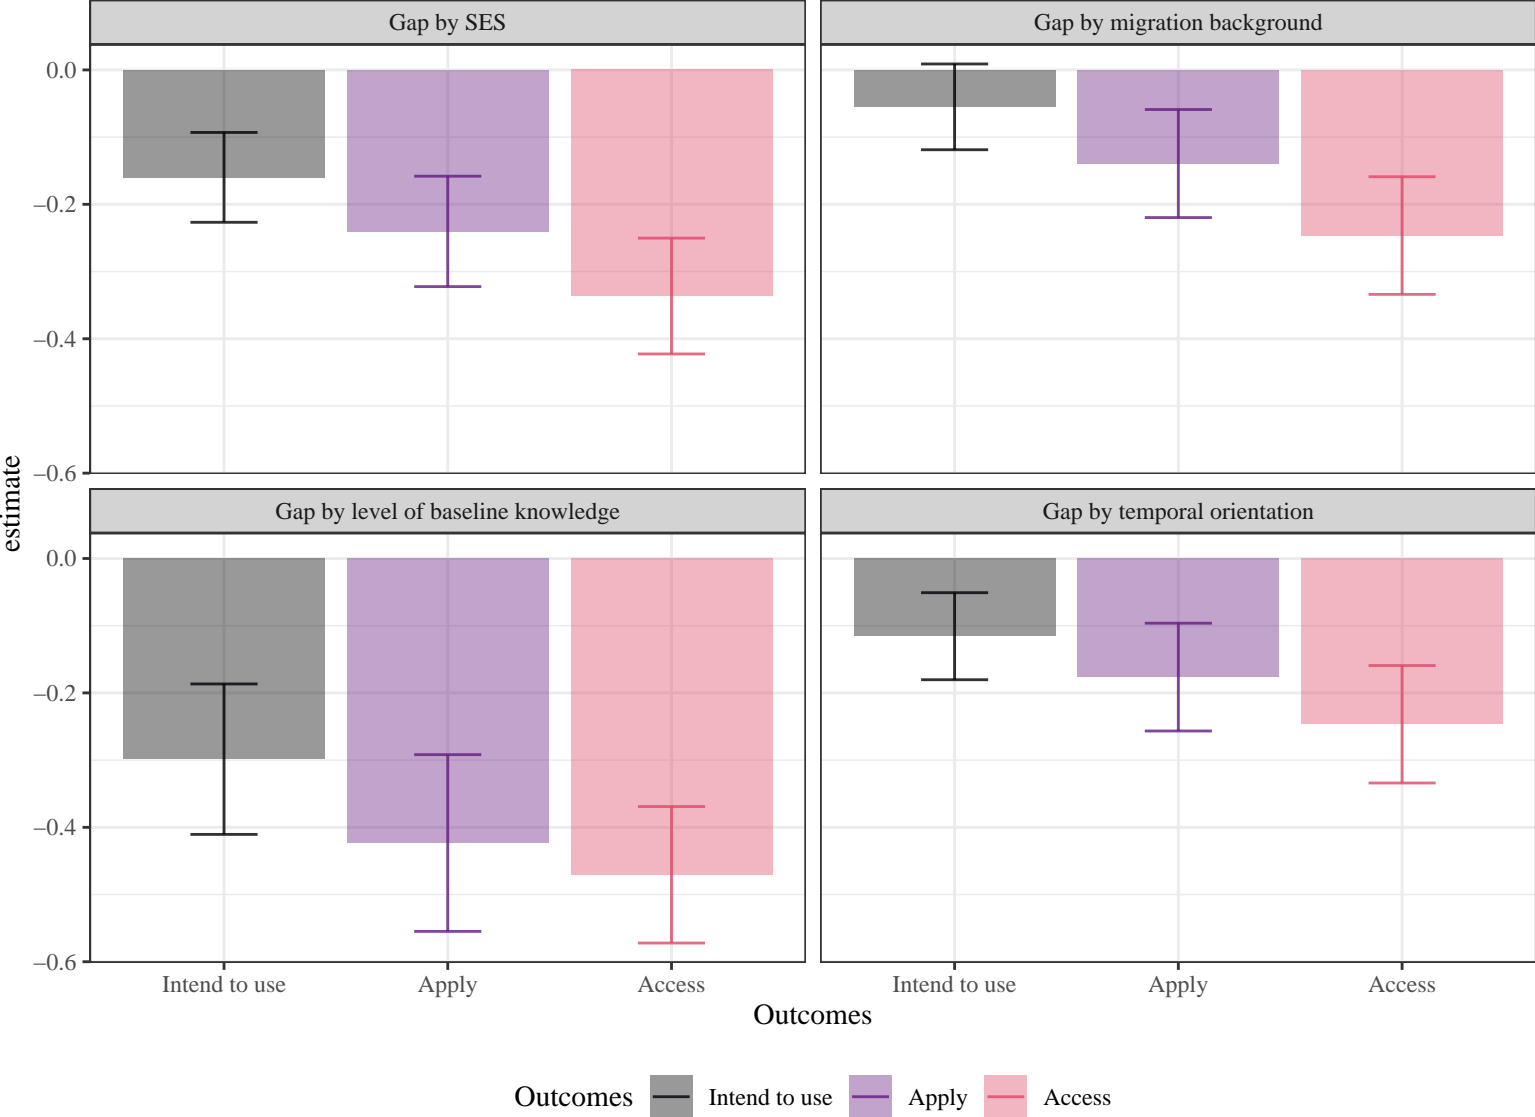 Gap by SES
Gap by migration background
0.0
–0.2
–0.4
–0.6
Gap by level of baseline knowledge
Gap by temporal orientation
0.0
–0.2
–0.4
–0.6
estimate
Intend to use Apply Access
Intend to use Apply Access
Outcomes
Outcomes Intend to use Apply Access